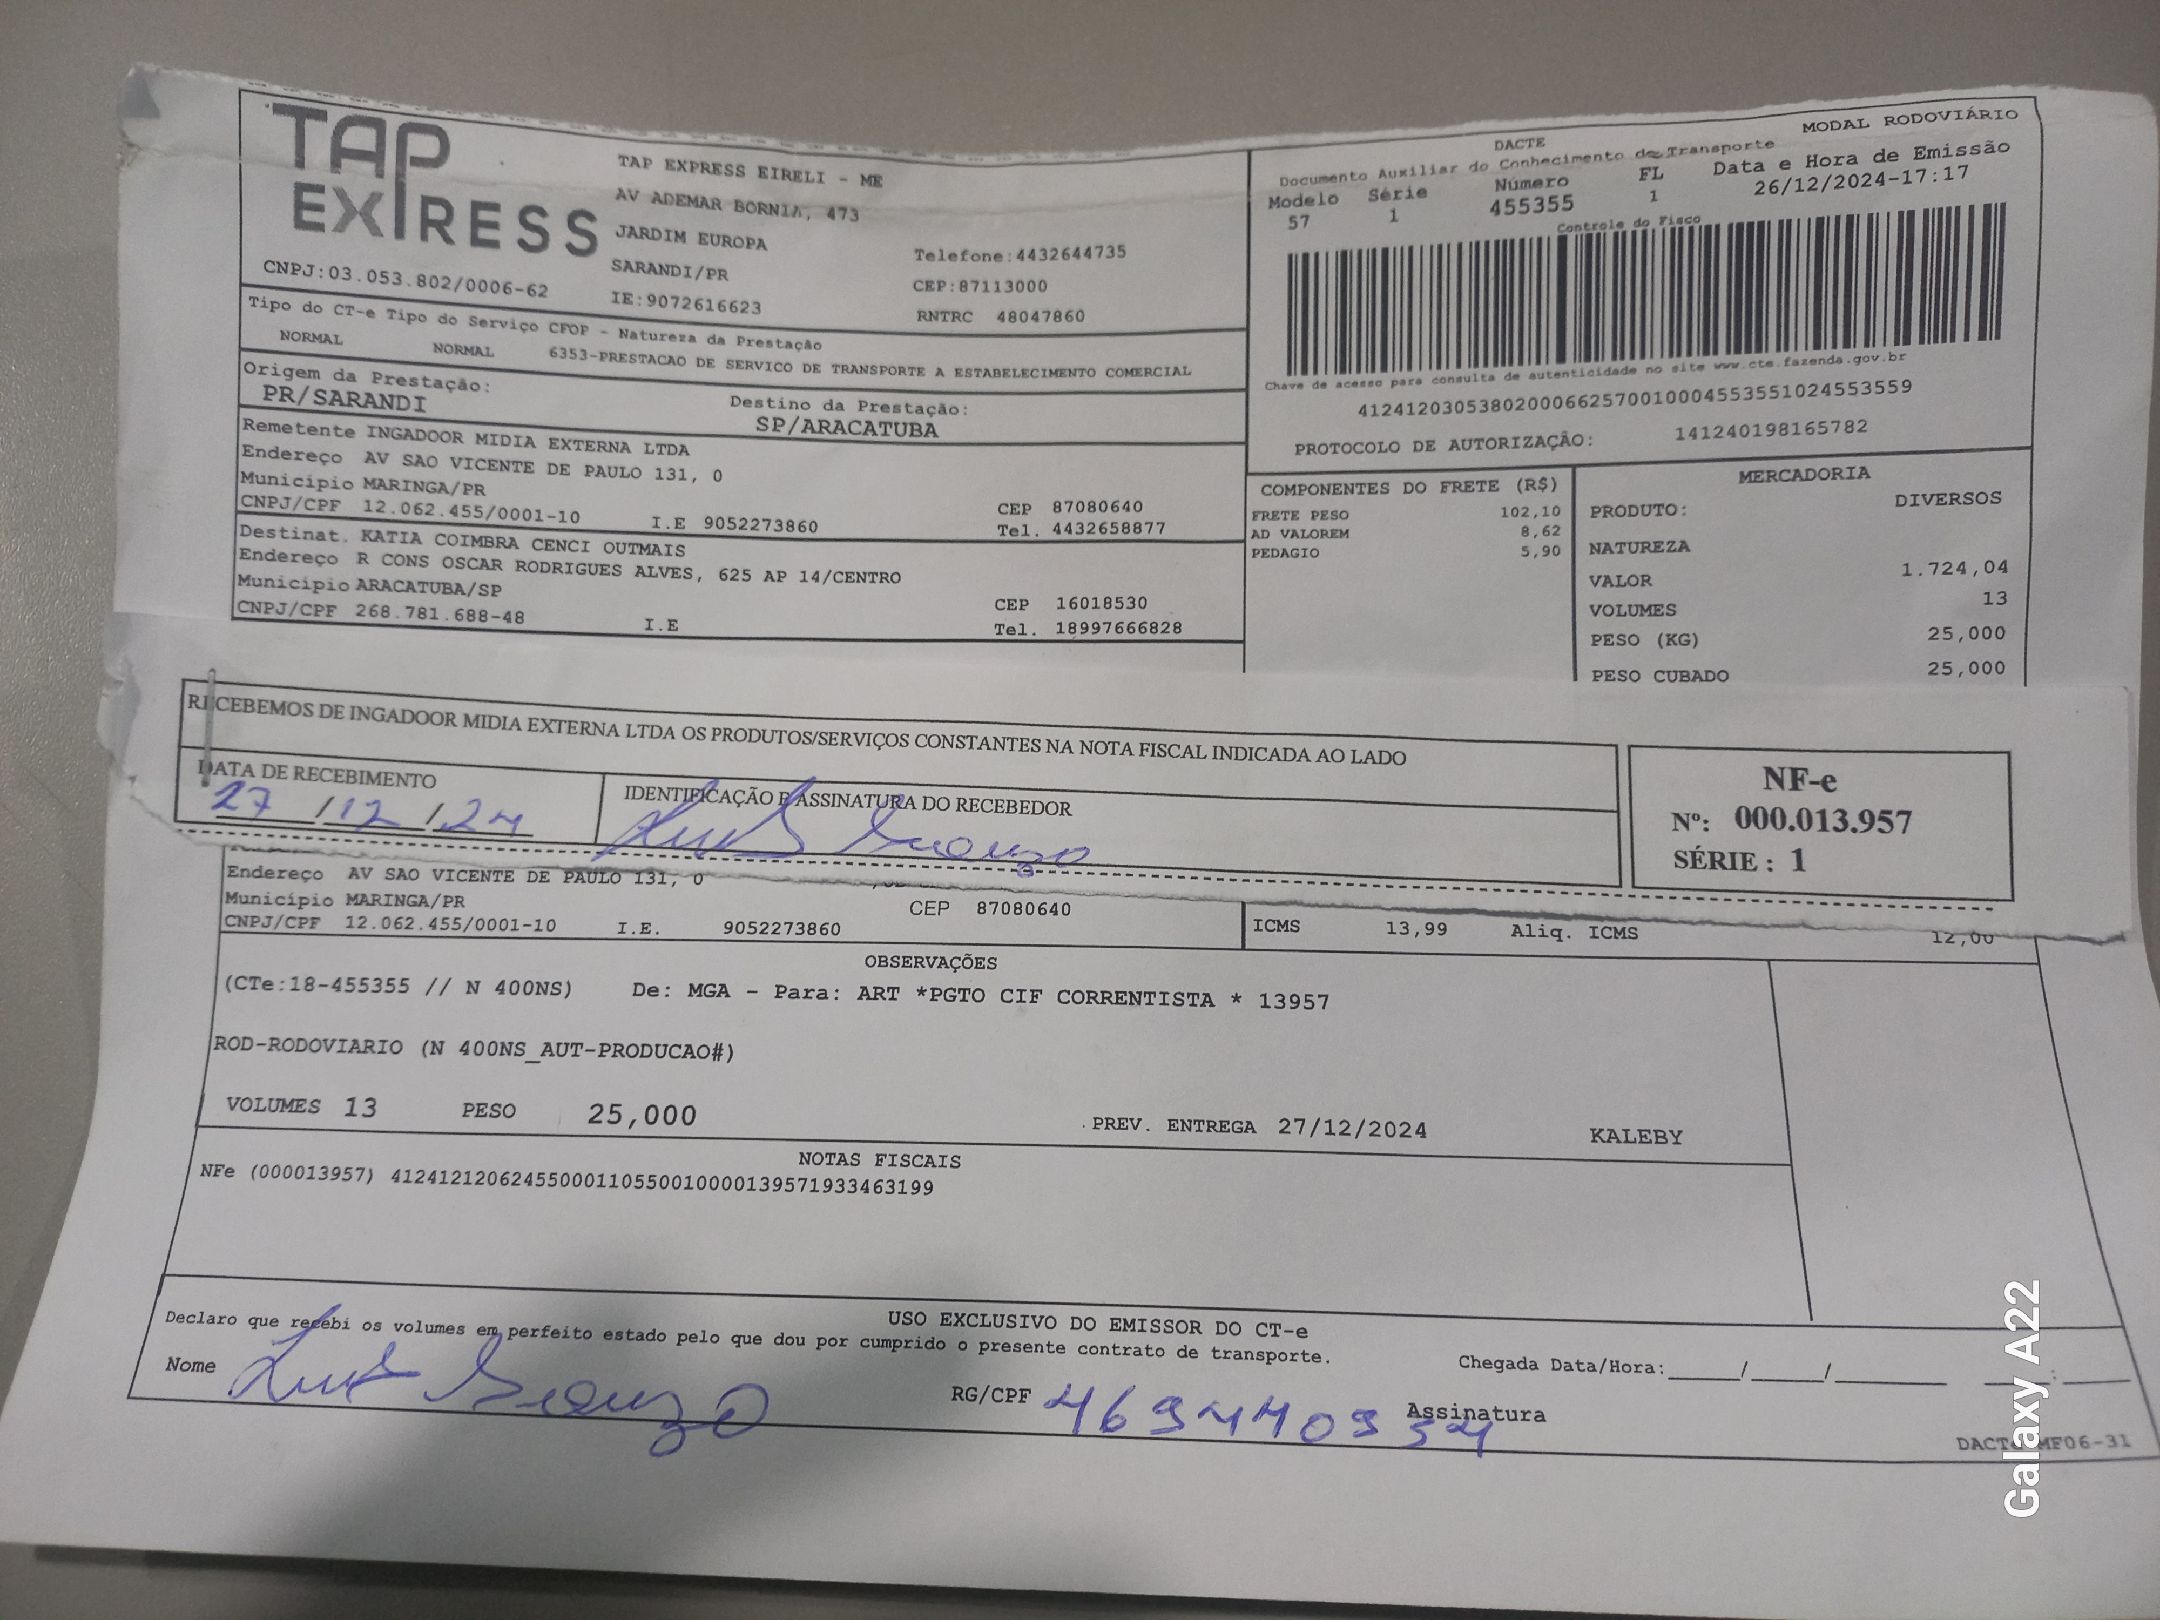 TAP EXPRESS
TAP EXPRESS EIRELI - ME
AV ADEMAR BORNIA, 473
JARDIM EUROPA
SARANDI/PR
IE:9072616623
CNPJ:03.053.802/0006-62
Telefone:4432644735
CEP:87113000
RNTRC 48047860
Tipo do CT-e Tipo do Serviço CFOP - Natureza da Prestação
NORMAL NORMAL 6353-PRESTACAO DE SERVICO DE TRANSPORTE A ESTABELECIMENTO COMERCIAL
Origem da Prestação:
PR/SARANDI
Destino da Prestação:
SP/ARACATUBA
Remetente INGADOOR MIDIA EXTERNA LTDA
Endereço AV SAO VICENTE DE PAULO 131, 0
Município MARINGA/PR
CEP 87080640
CNPJ/CPF 12.062.455/0001-10 I.E 9052273860 Tel. 4432658877
Destinat. KATIA COIMBRA CENCI OUTMAIS
Endereço R CONS OSCAR RODRIGUES ALVES, 625 AP 14/CENTRO
Município ARACATUBA/SP CEP 16018530
CNPJ/CPF 268.781.688-48 I.E Tel. 18997666828
DACTE MODAL RODOVIÁRIO
Documento Auxiliar do Conhecimento de Transporte
Modelo Série Número FL Data e Hora de Emissão
57 1 455355 1 26/12/2024-17:17
Controle do Fisco
Chave de acesso para consulta de autenticidade no site www.cte.fazenda.gov.br
41241203053802000662570010004553551024553559
PROTOCOLO DE AUTORIZAÇÃO: 141240198165782
COMPONENTES DO FRETE (R$)
FRETE PESO 102,10
AD VALOREM 8,62
PEDAGIO 5,90
MERCADORIA
PRODUTO: DIVERSOS
NATUREZA
VALOR 1.724,04
VOLUMES 13
PESO (KG) 25,000
PESO CUBADO 25,000
RECEBEMOS DE INGADOOR MIDIA EXTERNA LTDA OS PRODUTOS/SERVIÇOS CONSTANTES NA NOTA FISCAL INDICADA AO LADO
DATA DE RECEBIMENTO
27/12/24
IDENTIFICAÇÃO E ASSINATURA DO RECEBEDOR
NF-e
Nº: 000.013.957
SÉRIE : 1
Endereço AV SAO VICENTE DE PAULO 131, 0
Município MARINGA/PR CEP 87080640
CNPJ/CPF 12.062.455/0001-10 I.E. 9052273860
ICMS 13,99 Aliq. ICMS 12,00
OBSERVAÇÕES
(CTe:18-455355 // N 400NS) De: MGA - Para: ART *PGTO CIF CORRENTISTA * 13957
ROD-RODOVIARIO (N 400NS_AUT-PRODUCAO#)
VOLUMES 13 PESO 25,000 PREV. ENTREGA 27/12/2024 KALEBY
NOTAS FISCAIS
NFe (000013957) 41241212062455000110550010000139571933463199
USO EXCLUSIVO DO EMISSOR DO CT-e
Declaro que recebi os volumes em perfeito estado pelo que dou por cumprido o presente contrato de transporte.
Nome
RG/CPF
Chegada Data/Hora:_____/_____/________ ____:____
Assinatura
MF06-31
Galaxy A22